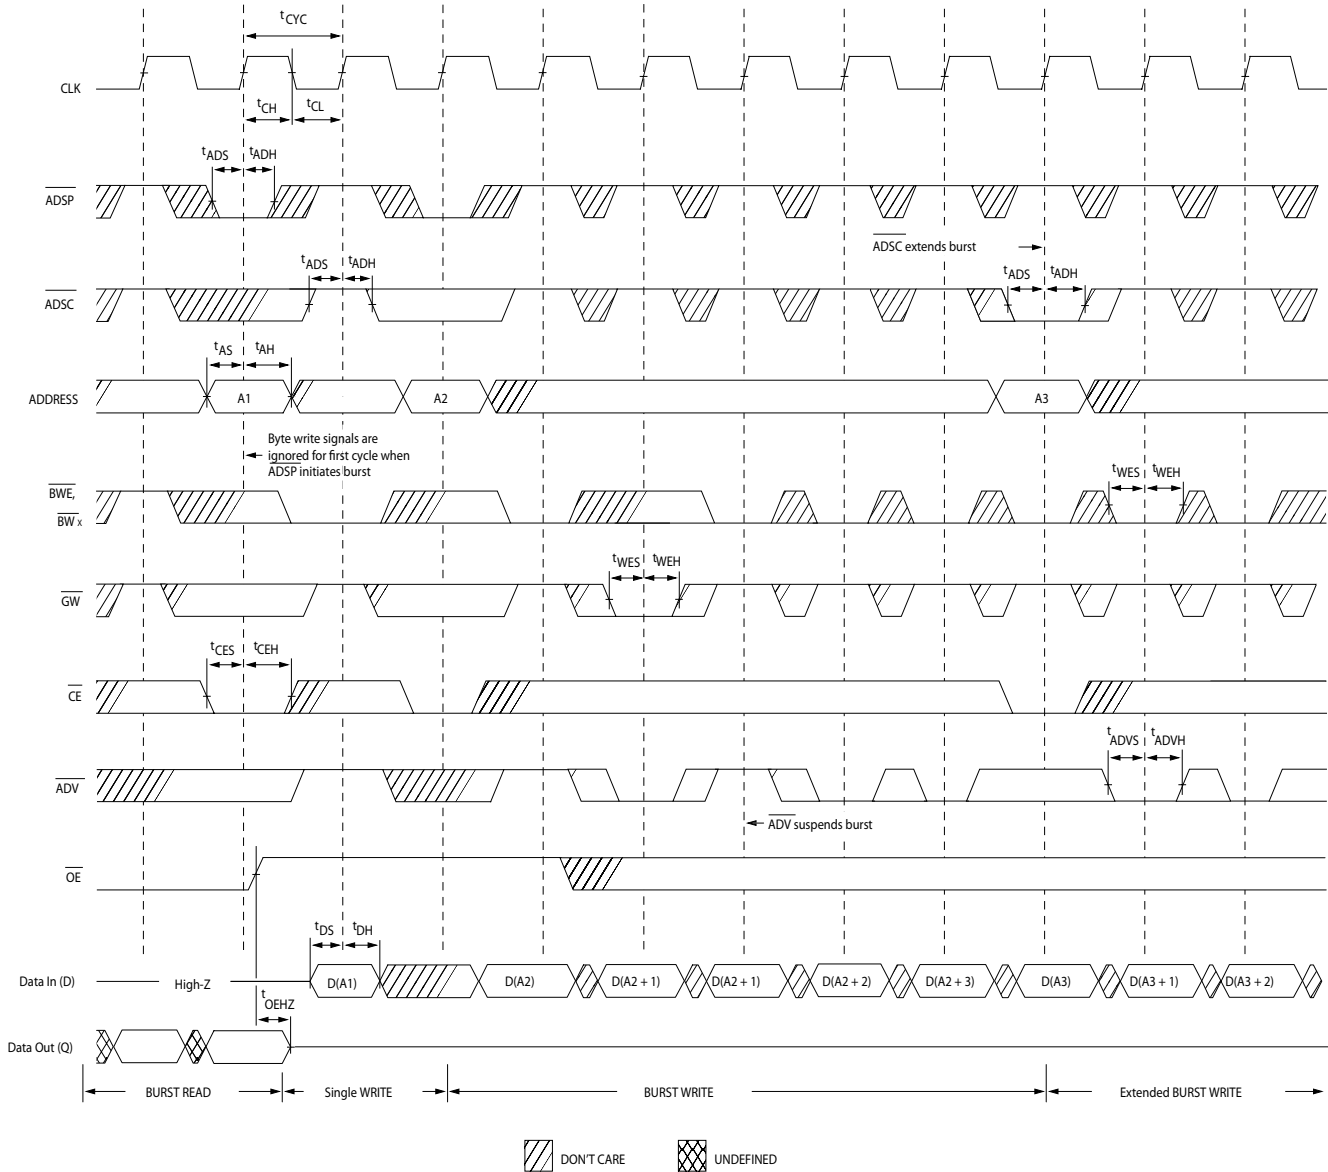 tCYC
CLK
tCH
tCL
tADS
tADH
ADSP
ADSC extends burst
tADS
tADH
tADS
tADH
ADSC
tAS
tAH
ADDRESS
A1
A2
A3
Byte write signals are
ignored for first cycle when
ADSP initiates burst
tWES
tWEH
BWE,
BW X
tWES
tWEH
GW
tCES
tCEH
CE
tADVS
tADVH
ADV
ADV suspends burst
OE
tDS
tDH
Data In (D)
High-Z
D(A1)
D(A2)
D(A2 + 1)
D(A2 + 1)
D(A2 + 2)
D(A2 + 3)
D(A3)
D(A3 + 1)
D(A3 + 2)
tOEHZ
Data Out (Q)
BURST READ
Single WRITE
BURST WRITE
Extended BURST WRITE
DON'T CARE
UNDEFINED